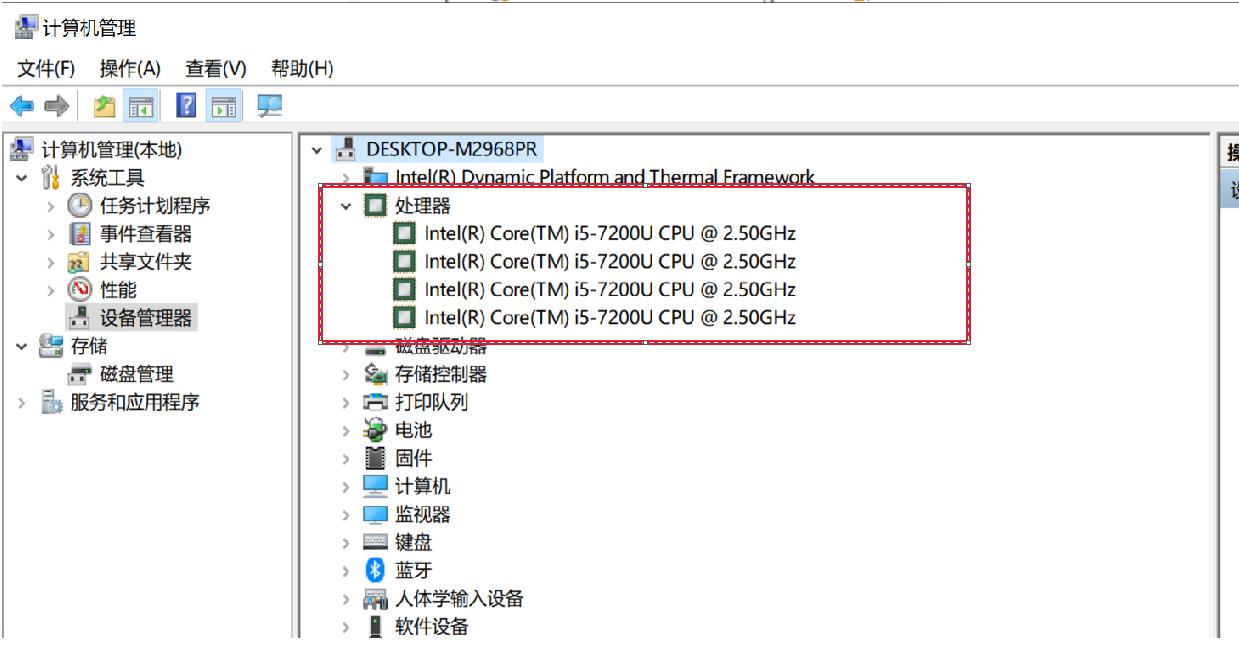 计算机管理
文件(F) 操作(A) 查看(V) 帮助(H)
计算机管理(本地)
系统工具
任务计划程序
事件查看器
共享文件夹
性能
设备管理器
存储
磁盘管理
服务和应用程序
DESKTOP-M2968PR
Intel(R) Dynamic Platform and Thermal Framework
处理器
Intel(R) Core(TM) i5-7200U CPU @ 2.50GHz
Intel(R) Core(TM) i5-7200U CPU @ 2.50GHz
Intel(R) Core(TM) i5-7200U CPU @ 2.50GHz
Intel(R) Core(TM) i5-7200U CPU @ 2.50GHz
磁盘驱动器
存储控制器
打印队列
电池
固件
计算机
监视器
键盘
蓝牙
人体学输入设备
软件设备